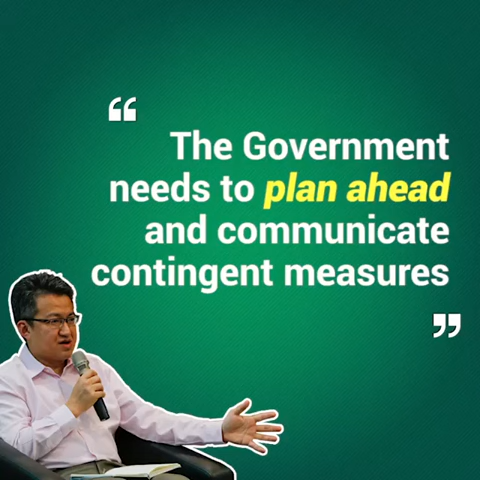 “
The Government
needs to plan ahead
and communicate
contingent measures
”